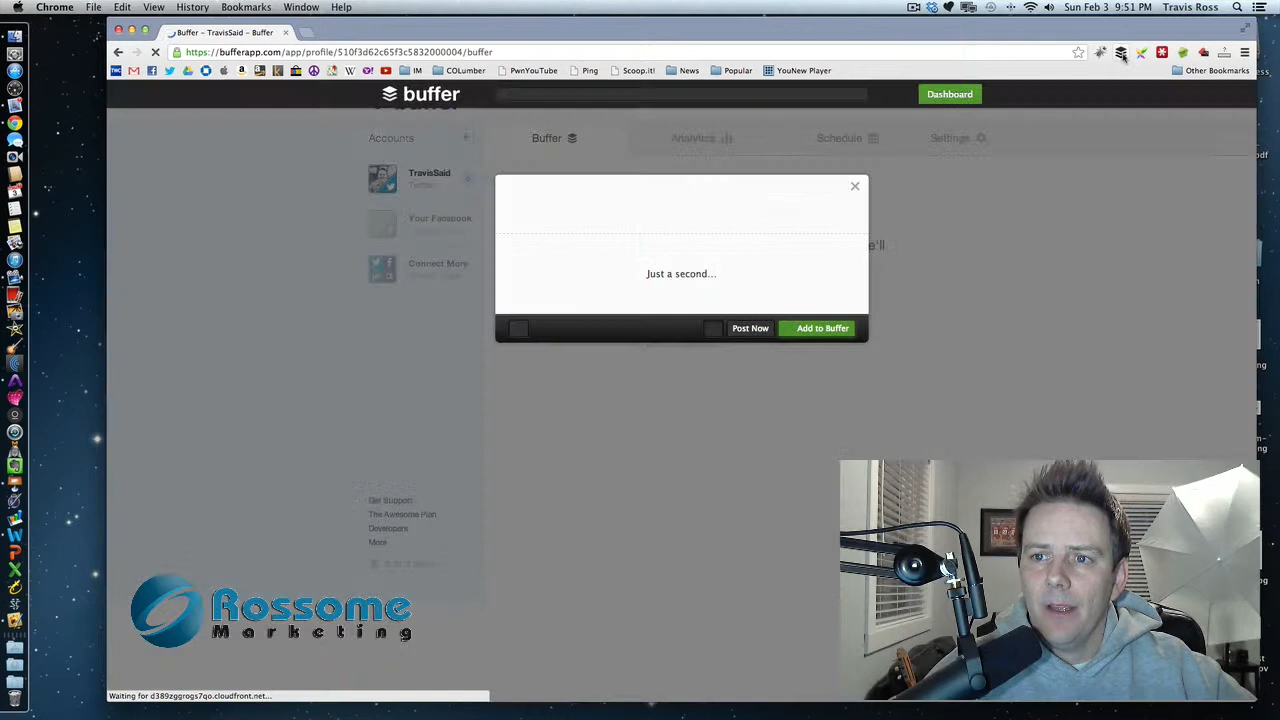 Chrome File Edit View History Bookmarks Window Help
Sun Feb 3 9:51 PM Travis Ross
Buffer – TravisSaid – Buffer
https://bufferapp.com/app/profile/510f3d62c65f3c5832000004/buffer
IM COLumber PwnYouTube Ping Scoop.it! News Popular YouNew Player Other Bookmarks
buffer
Dashboard
Accounts
Buffer
Analytics
Schedule
Settings
TravisSaid
Twitter
Your Facebook
Connect More
e'll
Just a second...
Post Now
Add to Buffer
Get Support
The Awesome Plan
Developers
More
Rossome
Marketing
Waiting for d389zggrogs7qo.cloudfront.net...